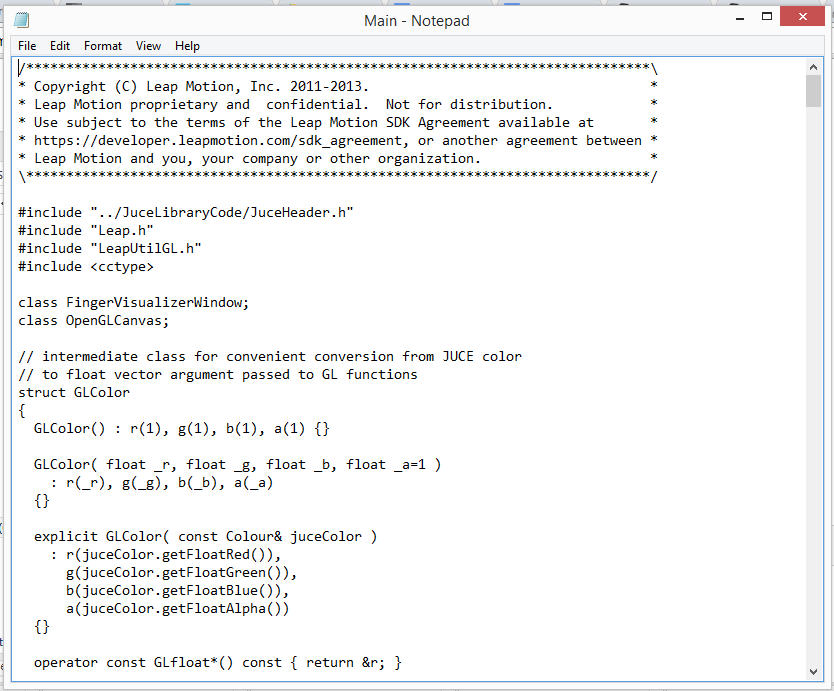 Main - Notepad
File Edit Format View Help
/******************************************************************************\
* Copyright (C) Leap Motion, Inc. 2011-2013.                                   *
* Leap Motion proprietary and  confidential.  Not for distribution.            *
* Use subject to the terms of the Leap Motion SDK Agreement available at       *
* https://developer.leapmotion.com/sdk_agreement, or another agreement between *
* Leap Motion and you, your company or other organization.                     *
\******************************************************************************/
#include "../JuceLibraryCode/JuceHeader.h"
#include "Leap.h"
#include "LeapUtilGL.h"
#include <cctype>
class FingerVisualizerWindow;
class OpenGLCanvas;
// intermediate class for convenient conversion from JUCE color
// to float vector argument passed to GL functions
struct GLColor
{
  GLColor() : r(1), g(1), b(1), a(1) {}
  GLColor( float _r, float _g, float _b, float _a=1 )
    : r(_r), g(_g), b(_b), a(_a)
  {}
  explicit GLColor( const Colour& juceColor )
    : r(juceColor.getFloatRed()),
      g(juceColor.getFloatGreen()),
      b(juceColor.getFloatBlue()),
      a(juceColor.getFloatAlpha())
  {}
  operator const GLfloat*() const { return &r; }